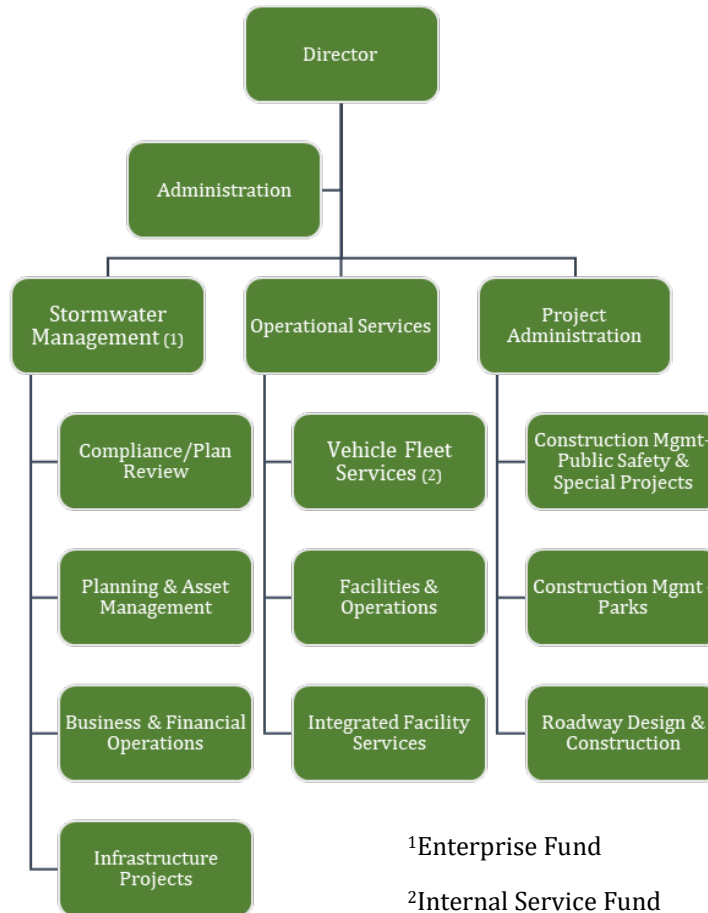 Director
Administration
Stormwater
Management (1)
Operational Services
Project
Administration
Compliance/Plan
Review
Vehicle Fleet
Services (2)
Construction Mgmt-
Public Safety &
Special Projects
Planning & Asset
Management
Facilities &
Operations
Construction Mgmt -
Parks
Business & Financial
Operations
Integrated Facility
Services
Roadway Design &
Construction
Infrastructure
Projects
¹Enterprise Fund
²Internal Service Fund